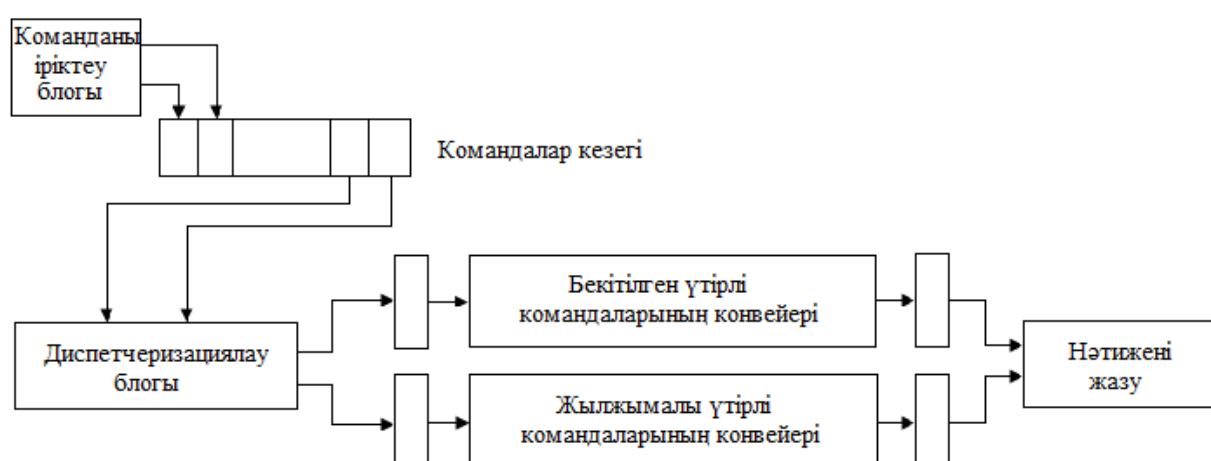 Команданы
іріктеу
блогы
Командалар кезегі
Бекітілген үтірлі
командаларының конвейері
Диспетчеризациялау
блогы
Нәтижені
жазу
Жылжымалы үтірлі
командаларының конвейері